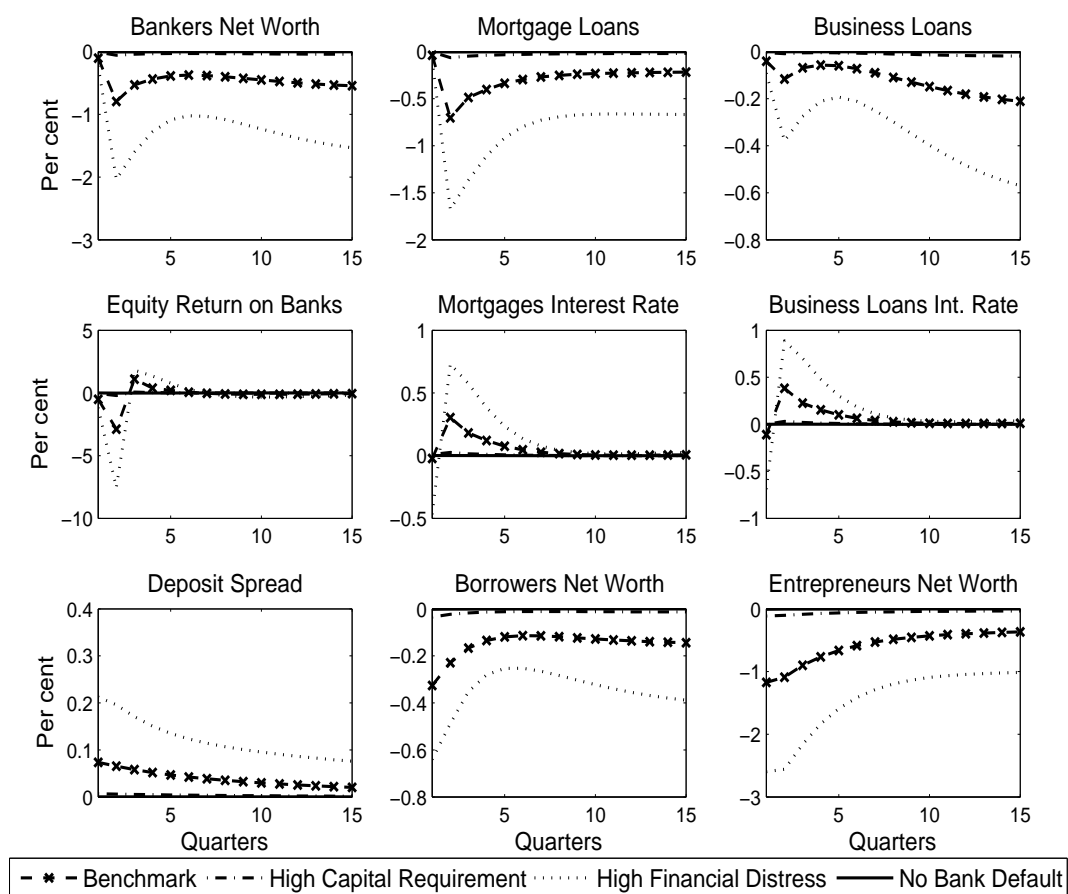 Bankers Net Worth
Mortgage Loans
Business Loans
Per cent
0
−1
−2
−3
5 10 15
0
−0.5
−1
−1.5
−2
5 10 15
0
−0.2
−0.4
−0.6
−0.8
5 10 15
Equity Return on Banks
Mortgages Interest Rate
Business Loans Int. Rate
Per cent
5
0
−5
−10
5 10 15
1
0.5
0
−0.5
5 10 15
1
0.5
0
−0.5
−1
5 10 15
Deposit Spread
Borrowers Net Worth
Entrepreneurs Net Worth
Per cent
0.4
0.3
0.2
0.1
0
5 10 15
Quarters
0
−0.2
−0.4
−0.6
−0.8
5 10 15
Quarters
0
−1
−2
−3
5 10 15
Quarters
Benchmark High Capital Requirement High Financial Distress No Bank Default